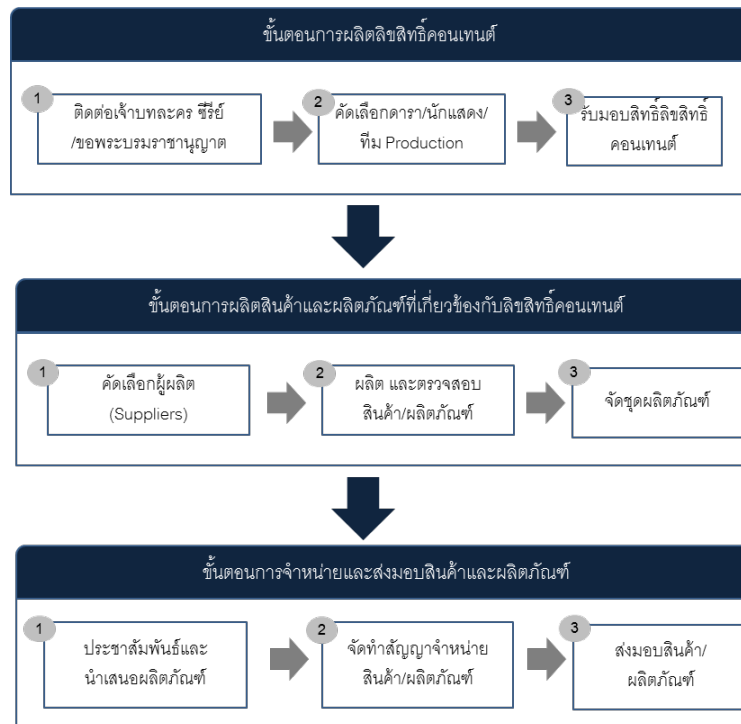 ขั้นตอนการผลิตลิขสิทธิ์คอนเทนต์
1
ติดต่อเจ้าบทละคร ซีรีย์
/ขอพระบรมราชานุญาต
2
คัดเลือกดารา/นักแสดง/
ทีม Production
3
รับมอบสิทธิ์ลิขสิทธิ์
คอนเทนต์
ขั้นตอนการผลิตสินค้าและผลิตภัณฑ์ที่เกี่ยวข้องกับลิขสิทธิ์คอนเทนต์
1
คัดเลือกผู้ผลิต
(Suppliers)
2
ผลิต และตรวจสอบ
สินค้า/ผลิตภัณฑ์
3
จัดชุดผลิตภัณฑ์
ขั้นตอนการจำหน่ายและส่งมอบสินค้าและผลิตภัณฑ์
1
ประชาสัมพันธ์และ
นำเสนอผลิตภัณฑ์
2
จัดทำสัญญาจำหน่าย
สินค้า/ผลิตภัณฑ์
3
ส่งมอบสินค้า/
ผลิตภัณฑ์